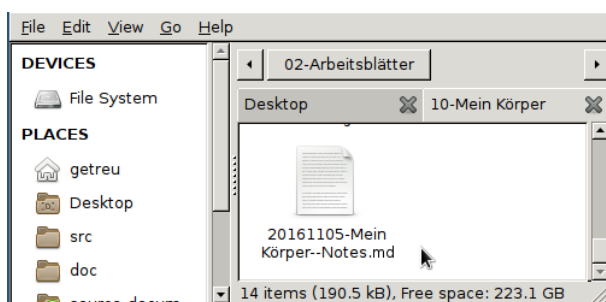 File Edit View Go Help
DEVICES
File System
PLACES
getreu
Desktop
src
doc
02-Arbeitsblätter
Desktop
10-Mein Körper
20161105-Mein
Körper--Notes.md
14 items (190.5 kB), Free space: 223.1 GB